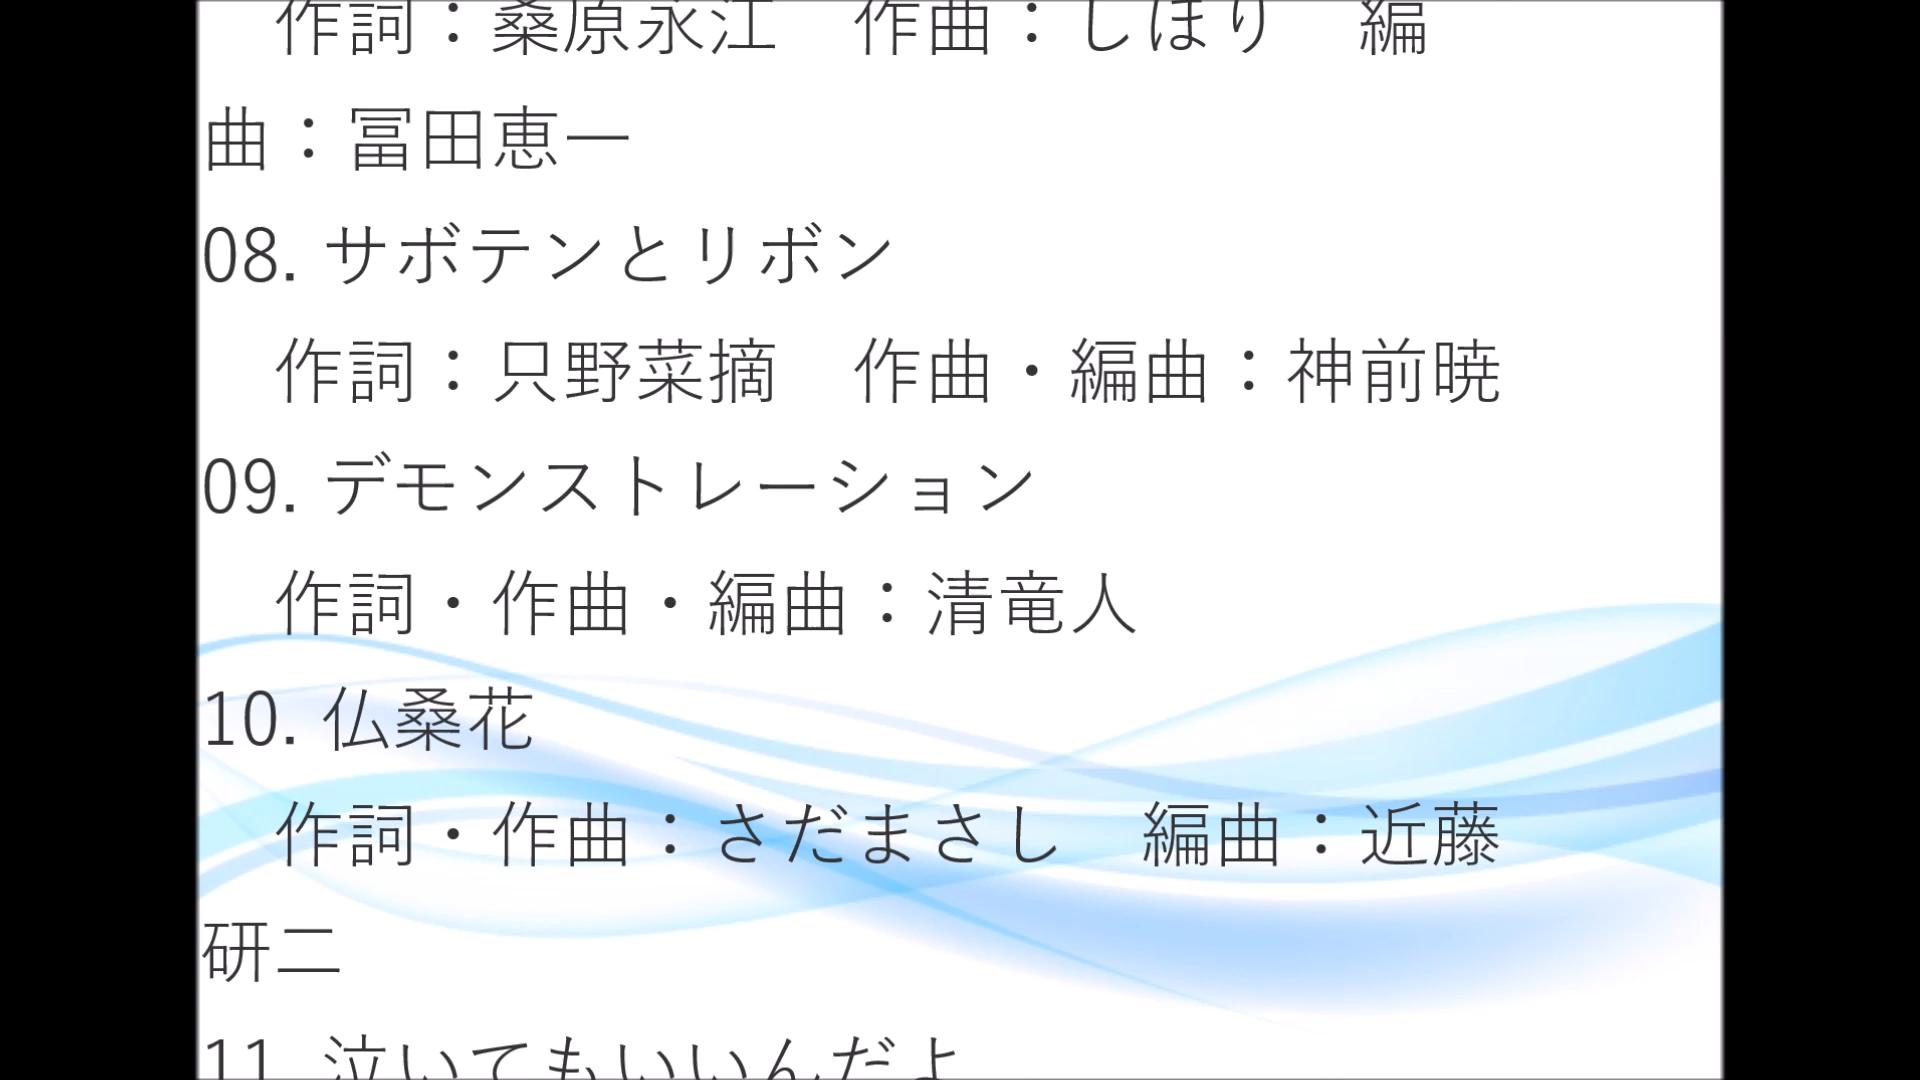 作詞：桑原永江　作曲：しほり　編
曲：冨田恵一
08. サボテンとリボン
作詞：只野菜摘　作曲・編曲：神前暁
09. デモンストレーション
作詞・作曲・編曲：清竜人
10. 仏桑花
作詞・作曲：さだまさし　編曲：近藤
研二
11. 泣いてもいいんだよ